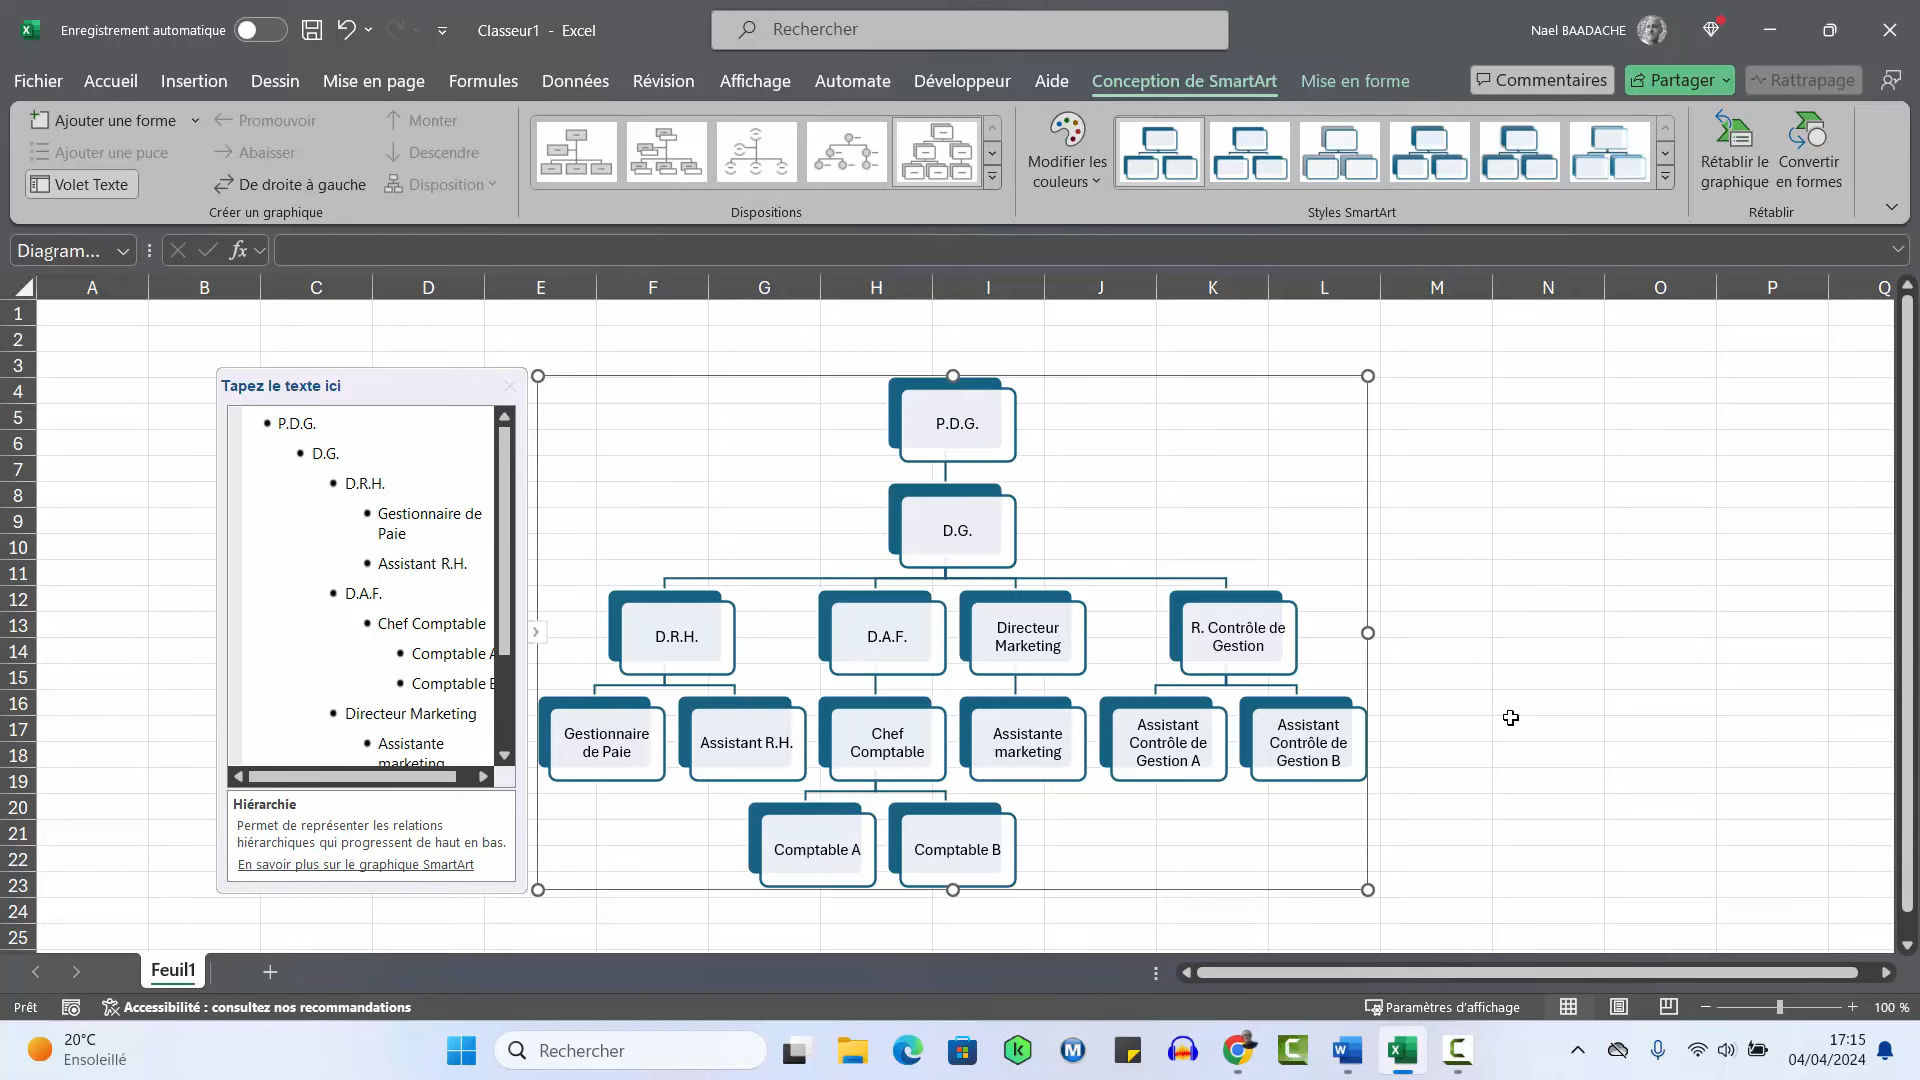 Enregistrement automatique
Classeur1 - Excel
Rechercher
Nael BAADACHE
Fichier
Accueil
Insertion
Dessin
Mise en page
Formules
Données
Révision
Affichage
Automate
Développeur
Aide
Conception de SmartArt
Mise en forme
Commentaires
Partager
Rattrapage
Ajouter une forme
Promouvoir
Monter
Ajouter une puce
Abaisser
Descendre
Volet Texte
De droite à gauche
Disposition
Créer un graphique
Dispositions
Modifier les
couleurs
Styles SmartArt
Rétablir le
graphique
Convertir
en formes
Rétablir
Diagram...
fx
A B C D E F G H I J K L M N O P Q
1
2
3
4
5
6
7
8
9
10
11
12
13
14
15
16
17
18
19
20
21
22
23
24
25
Tapez le texte ici
P.D.G.
D.G.
D.R.H.
Gestionnaire de
Paie
Assistant R.H.
D.A.F.
Chef Comptable
Comptable A
Comptable B
Directeur Marketing
Assistante
marketing
Hiérarchie
Permet de représenter les relations
hiérarchiques qui progressent de haut en bas.
En savoir plus sur le graphique SmartArt
P.D.G.
D.G.
D.R.H.
D.A.F.
Directeur
Marketing
R. Contrôle de
Gestion
Gestionnaire
de Paie
Assistant R.H.
Chef
Comptable
Assistante
marketing
Assistant
Contrôle de
Gestion A
Assistant
Contrôle de
Gestion B
Comptable A
Comptable B
Feuil1
Prêt
Accessibilité : consultez nos recommandations
Paramètres d'affichage
100 %
20°C
Ensoleillé
Rechercher
17:15
04/04/2024